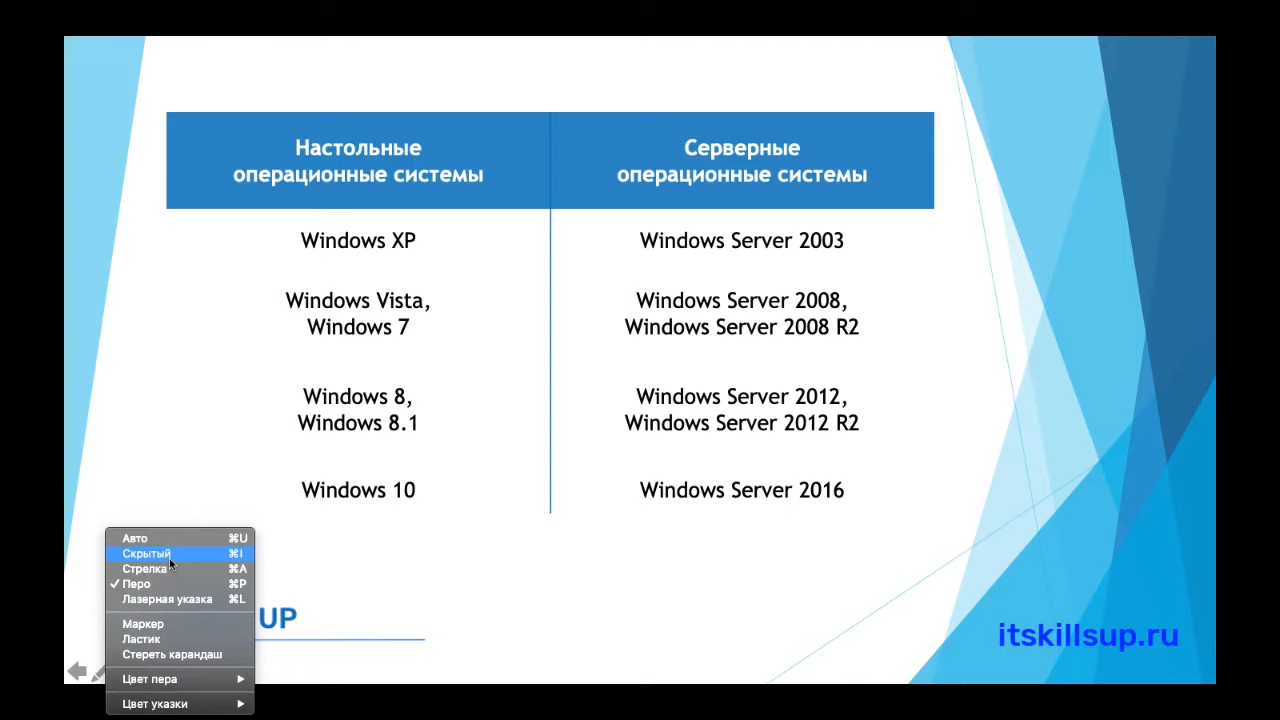 Настольные
операционные системы
Серверные
операционные системы
Windows XP
Windows Server 2003
Windows Vista,
Windows 7
Windows Server 2008,
Windows Server 2008 R2
Windows 8,
Windows 8.1
Windows Server 2012,
Windows Server 2012 R2
Windows 10
Windows Server 2016
Авто ⌘U
Скрытый ⌘I
Стрелка ⌘A
✓ Перо ⌘P
Лазерная указка ⌘L
Маркер
Ластик
Стереть карандаш
Цвет пера ▶
Цвет указки ▶
UP
itskillsup.ru